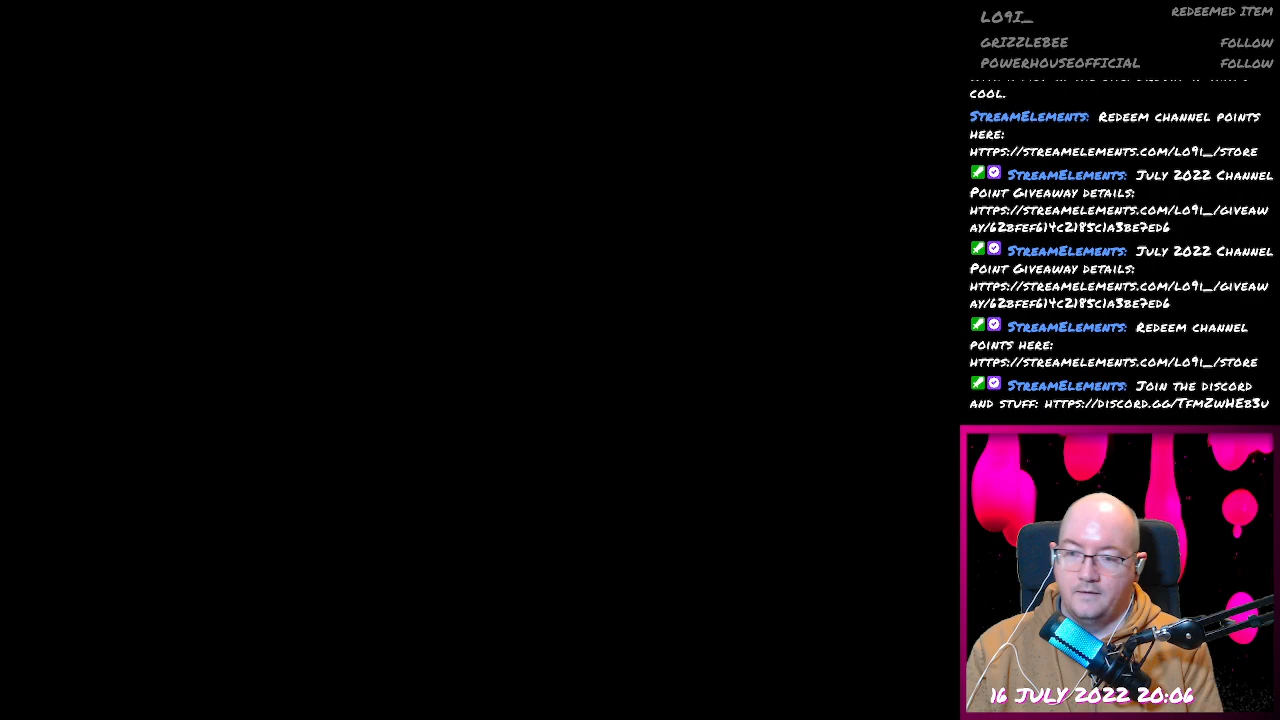 LO9I_ REDEEMED ITEM
GRIZZLEBEE FOLLOW
POWERHOUSEOFFICIAL FOLLOW
COOL.
STREAMELEMENTS: REDEEM CHANNEL POINTS
HERE:
HTTPS://STREAMELEMENTS.COM/LO9I_/STORE
STREAMELEMENTS: JULY 2022 CHANNEL
POINT GIVEAWAY DETAILS:
HTTPS://STREAMELEMENTS.COM/LO9I_/GIVEAW
AY/62BFEF614C2185C1A3BE7ED6
STREAMELEMENTS: JULY 2022 CHANNEL
POINT GIVEAWAY DETAILS:
HTTPS://STREAMELEMENTS.COM/LO9I_/GIVEAW
AY/62BFEF614C2185C1A3BE7ED6
STREAMELEMENTS: REDEEM CHANNEL
POINTS HERE:
HTTPS://STREAMELEMENTS.COM/LO9I_/STORE
STREAMELEMENTS: JOIN THE DISCORD
AND STUFF: HTTPS://DISCORD.GG/TFMZWHEB3U
16 JULY 2022 20:06